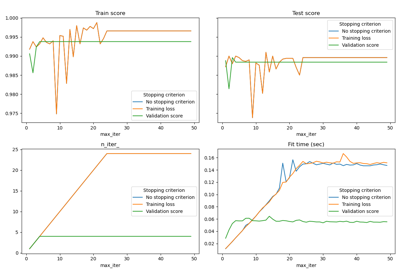 Train score
1.000
0.995
0.990
0.985
0.980
0.975
Stopping criterion
No stopping criterion
Training loss
Validation score
0 10 20 30 40 50
max_iter
Test score
Stopping criterion
No stopping criterion
Training loss
Validation score
0 10 20 30 40 50
max_iter
n_iter_
25
20
15
10
5
0
Stopping criterion
No stopping criterion
Training loss
Validation score
0 10 20 30 40 50
max_iter
Fit time (sec)
0.16
0.14
0.12
0.10
0.08
0.06
0.04
0.02
Stopping criterion
No stopping criterion
Training loss
Validation score
0 10 20 30 40 50
max_iter